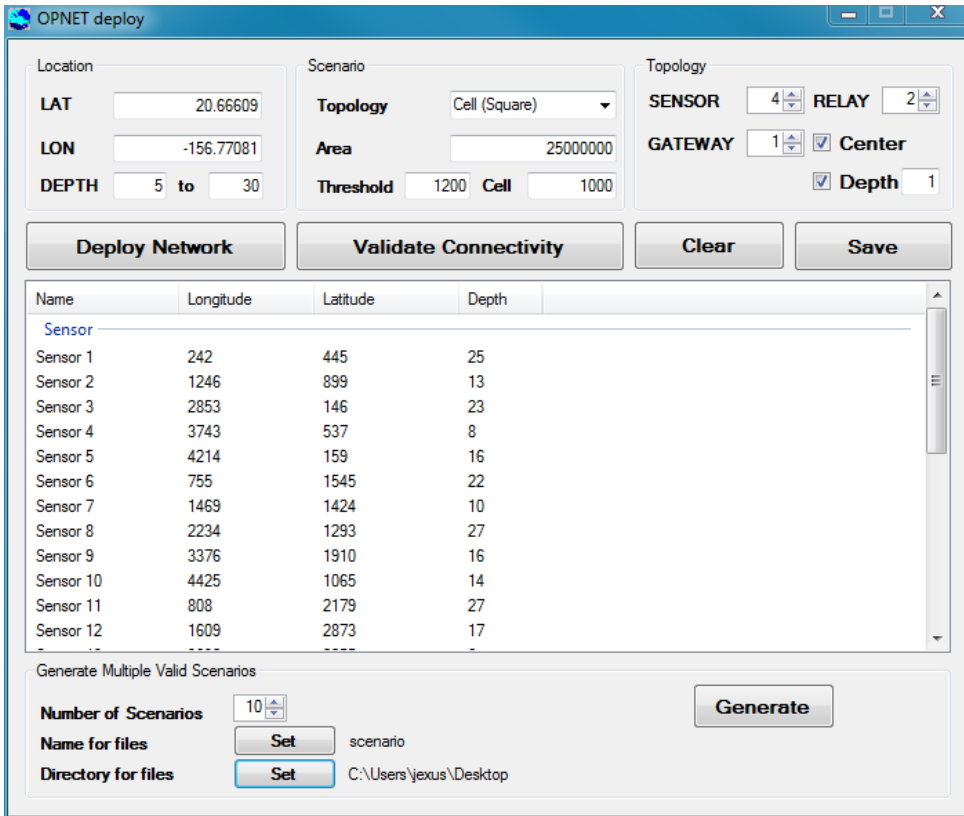 OPNET deploy
Location
LAT 20.66609
LON -156.77081
DEPTH 5 to 30
Scenario
Topology Cell (Square)
Area 25000000
Threshold 1200 Cell 1000
Topology
SENSOR 4 RELAY 2
GATEWAY 1 Center
Depth 1
Deploy Network Validate Connectivity Clear Save
Name Longitude Latitude Depth
Sensor
Sensor 1 242 445 25
Sensor 2 1246 899 13
Sensor 3 2853 146 23
Sensor 4 3743 537 8
Sensor 5 4214 159 16
Sensor 6 755 1545 22
Sensor 7 1469 1424 10
Sensor 8 2234 1293 27
Sensor 9 3376 1910 16
Sensor 10 4425 1065 14
Sensor 11 808 2179 27
Sensor 12 1609 2873 17
Generate Multiple Valid Scenarios
Number of Scenarios 10 Generate
Name for files Set scenario
Directory for files Set C:\Users\jexus\Desktop